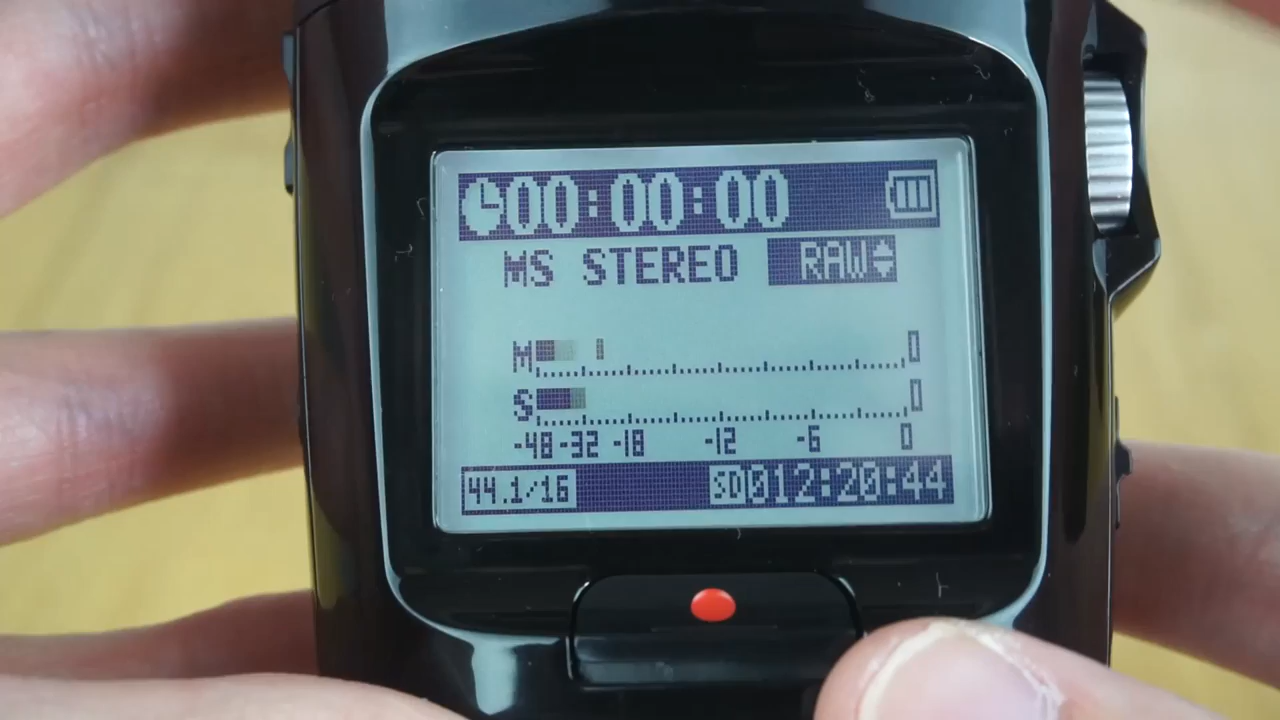 00:00:00
MS STEREO RAW
M 0
S 0
-48 -32 -18 -12 -6 0
44.1/16 SD 012:20:44